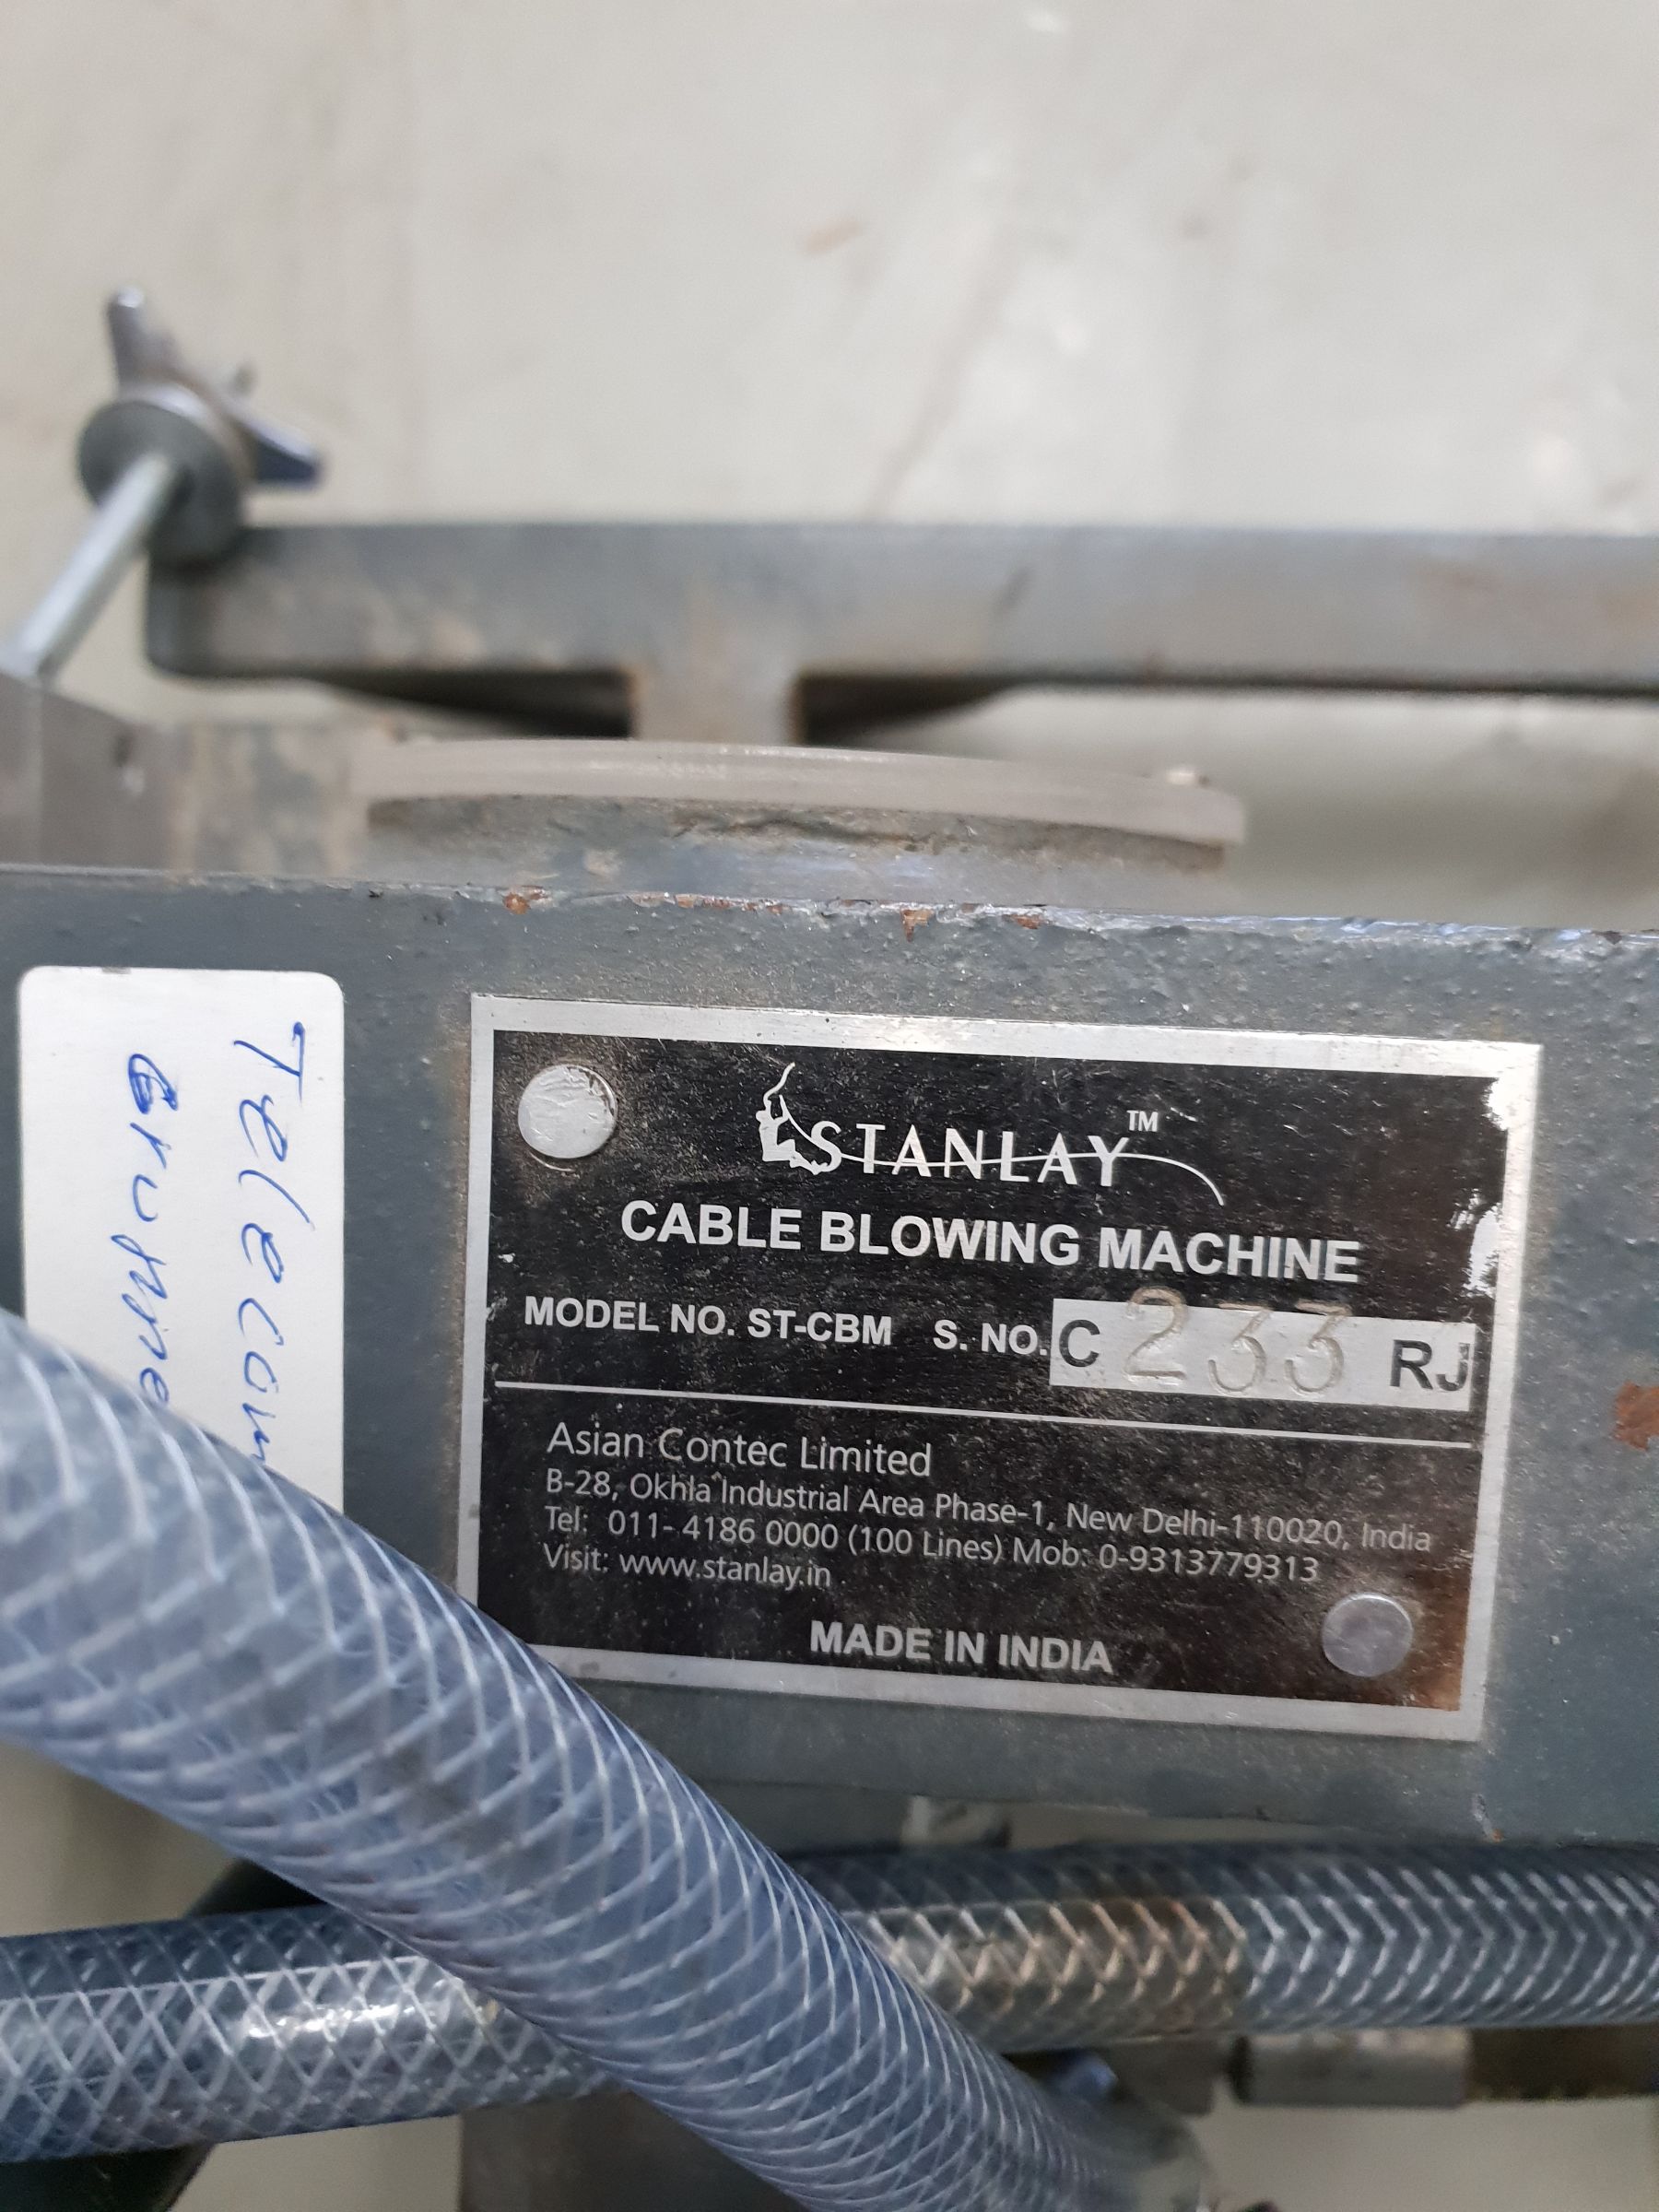 STANLAY™
CABLE BLOWING MACHINE
MODEL NO. ST-CBM S. NO. C 233 RJ
Asian Contec Limited
B-28, Okhla Industrial Area Phase-1, New Delhi-110020, India
Tel: 011- 4186 0000 (100 Lines) Mob: 0-9313779313
Visit: www.stanlay.in
MADE IN INDIA
Telecom